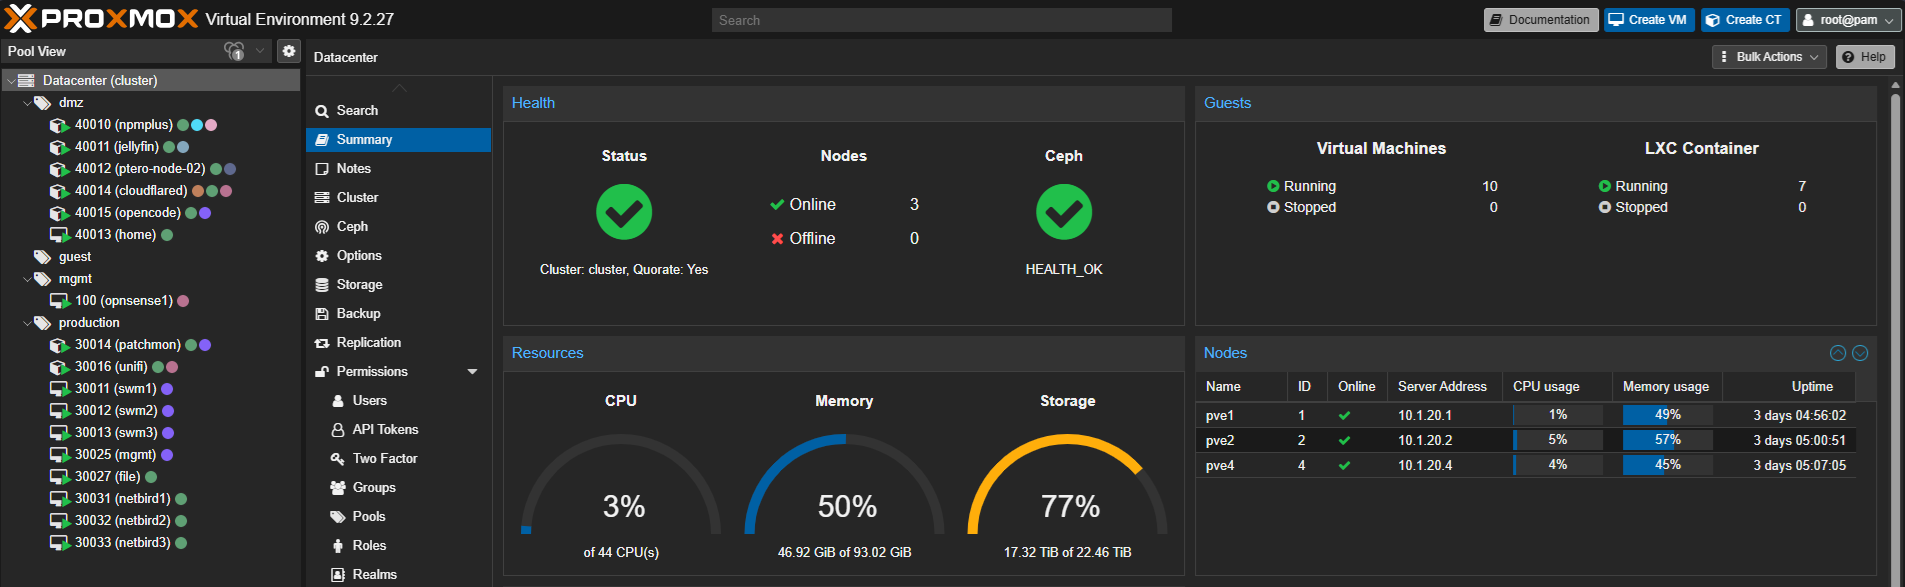 PROXMOX Virtual Environment 9.2.27
Search
Documentation
Create VM
Create CT
root@pam
Pool View
1
Datacenter (cluster)
dmz
40010 (npmplus)
40011 (jellyfin)
40012 (ptero-node-02)
40014 (cloudflared)
40015 (opencode)
40013 (home)
guest
mgmt
100 (opnsense1)
production
30014 (patchmon)
30016 (unifi)
30011 (swm1)
30012 (swm2)
30013 (swm3)
30025 (mgmt)
30027 (file)
30031 (netbird1)
30032 (netbird2)
30033 (netbird3)
Datacenter
Bulk Actions
Help
Search
Summary
Notes
Cluster
Ceph
Options
Storage
Backup
Replication
Permissions
Users
API Tokens
Two Factor
Groups
Pools
Roles
Realms
Health
Status
Nodes
Ceph
Online 3
Offline 0
Cluster: cluster, Quorate: Yes
HEALTH_OK
Guests
Virtual Machines
Running 10
Stopped 0
LXC Container
Running 7
Stopped 0
Resources
CPU
3%
of 44 CPU(s)
Memory
50%
46.92 GiB of 93.02 GiB
Storage
77%
17.32 TiB of 22.46 TiB
Nodes
Name ID Online Server Address CPU usage Memory usage Uptime
pve1 1 10.1.20.1 1% 49% 3 days 04:56:02
pve2 2 10.1.20.2 5% 57% 3 days 05:00:51
pve4 4 10.1.20.4 4% 45% 3 days 05:07:05